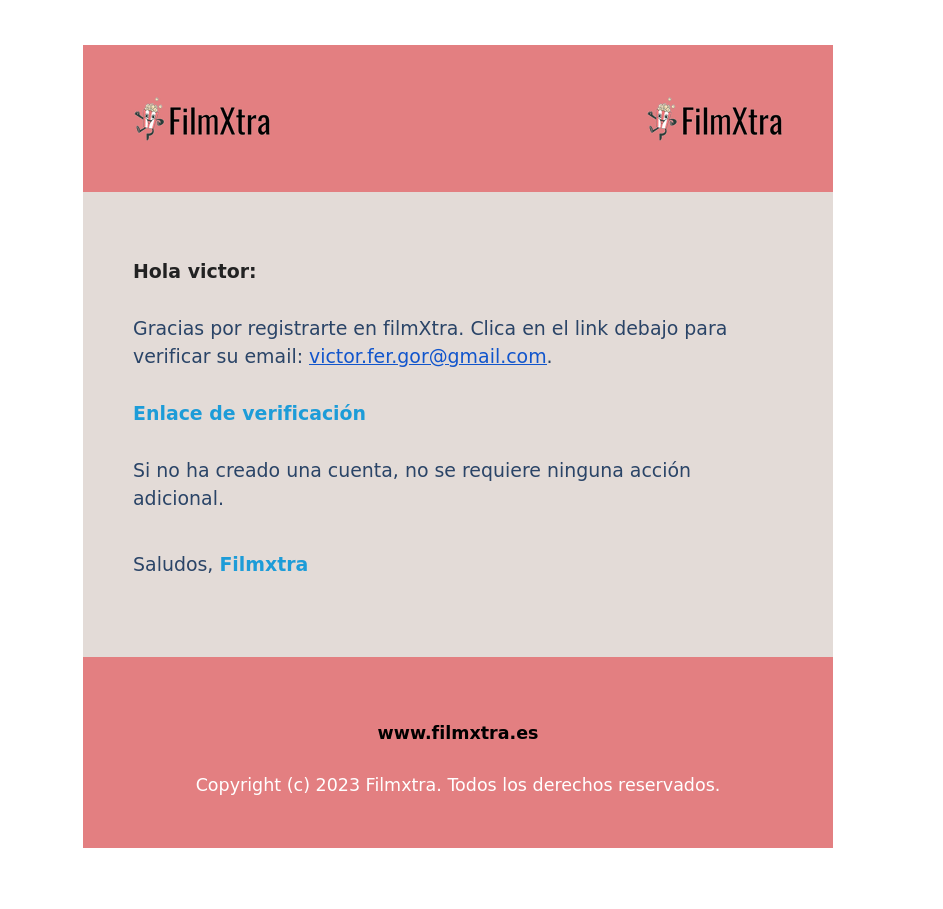 FilmXtra FilmXtra
Hola victor:
Gracias por registrarte en filmXtra. Clica en el link debajo para
verificar su email: victor.fer.gor@gmail.com.
Enlace de verificación
Si no ha creado una cuenta, no se requiere ninguna acción
adicional.
Saludos, Filmxtra
www.filmxtra.es
Copyright (c) 2023 Filmxtra. Todos los derechos reservados.